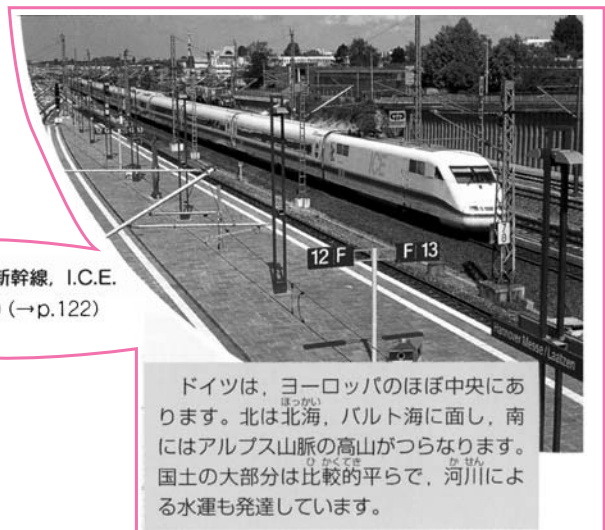 ICE
12 F F 13
Hannover Messe/Laatzen
新幹線，I.C.E.
(→p.122)
ドイツは，ヨーロッパのほぼ中央にあ
ります。北は北海，バルト海に面し，南
にはアルプス山脈の高山がつらなります。
国土の大部分は比較的平らで，河川によ
る水運も発達しています。